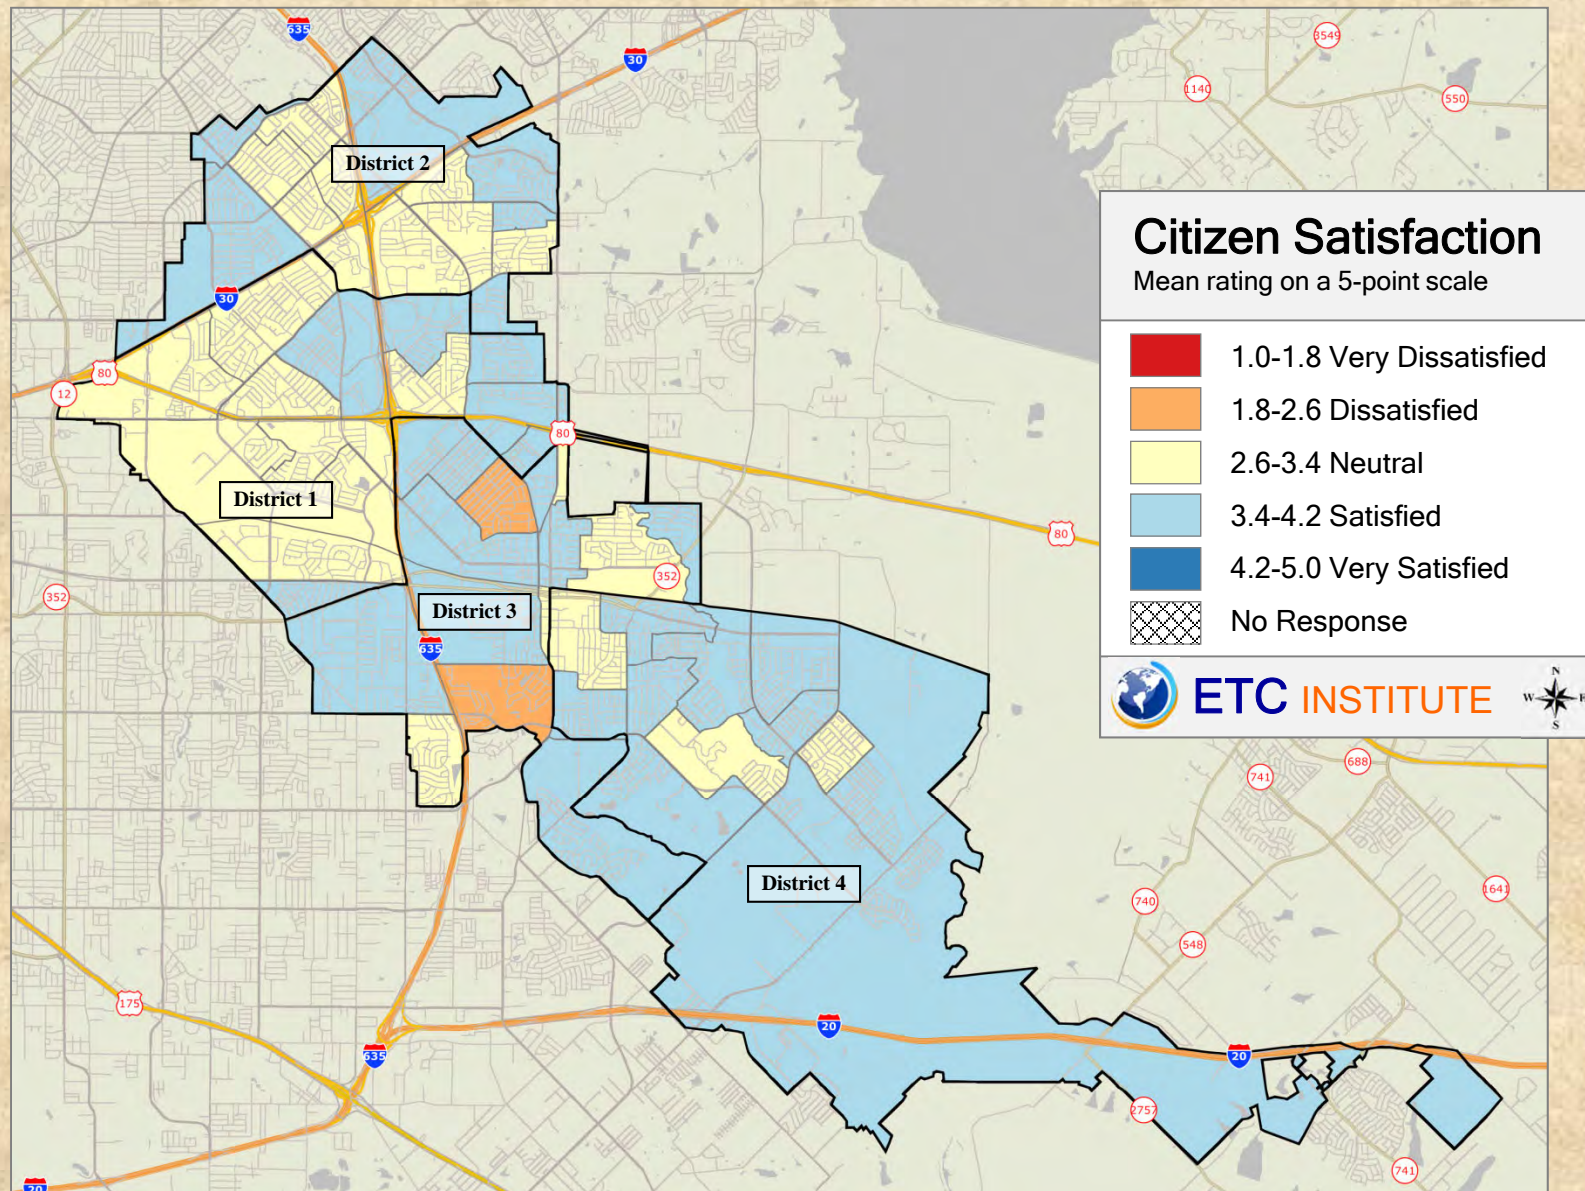 635
30
3549
1140
550
District 2
Citizen Satisfaction
Mean rating on a 5-point scale
30
1.0-1.8 Very Dissatisfied
80
12
1.8-2.6 Dissatisfied
80
2.6-3.4 Neutral
District 1
3.4-4.2 Satisfied
80
4.2-5.0 Very Satisfied
352
352
District 3
No Response
635
ETC INSTITUTE
N
W
E
S
688
741
District 4
1641
740
548
175
20
635
20
2757
741
20